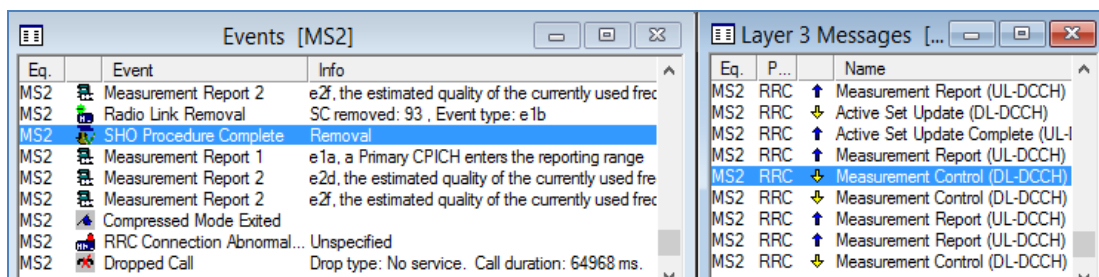 Events [MS2]
Eq. Event Info
MS2 Measurement Report 2 e2f, the estimated quality of the currently used frec
MS2 Radio Link Removal SC removed: 93 , Event type: e1b
MS2 SHO Procedure Complete Removal
MS2 Measurement Report 1 e1a, a Primary CPICH enters the reporting range
MS2 Measurement Report 2 e2d, the estimated quality of the currently used fre
MS2 Measurement Report 2 e2f, the estimated quality of the currently used frec
MS2 Compressed Mode Exited
MS2 RRC Connection Abnormal... Unspecified
MS2 Dropped Call Drop type: No service. Call duration: 64968 ms.
Layer 3 Messages [...
Eq. P... Name
MS2 RRC Measurement Report (UL-DCCH)
MS2 RRC Active Set Update (DL-DCCH)
MS2 RRC Active Set Update Complete (UL-I
MS2 RRC Measurement Report (UL-DCCH)
MS2 RRC Measurement Control (DL-DCCH)
MS2 RRC Measurement Control (DL-DCCH)
MS2 RRC Measurement Report (UL-DCCH)
MS2 RRC Measurement Report (UL-DCCH)
MS2 RRC Measurement Control (DL-DCCH)